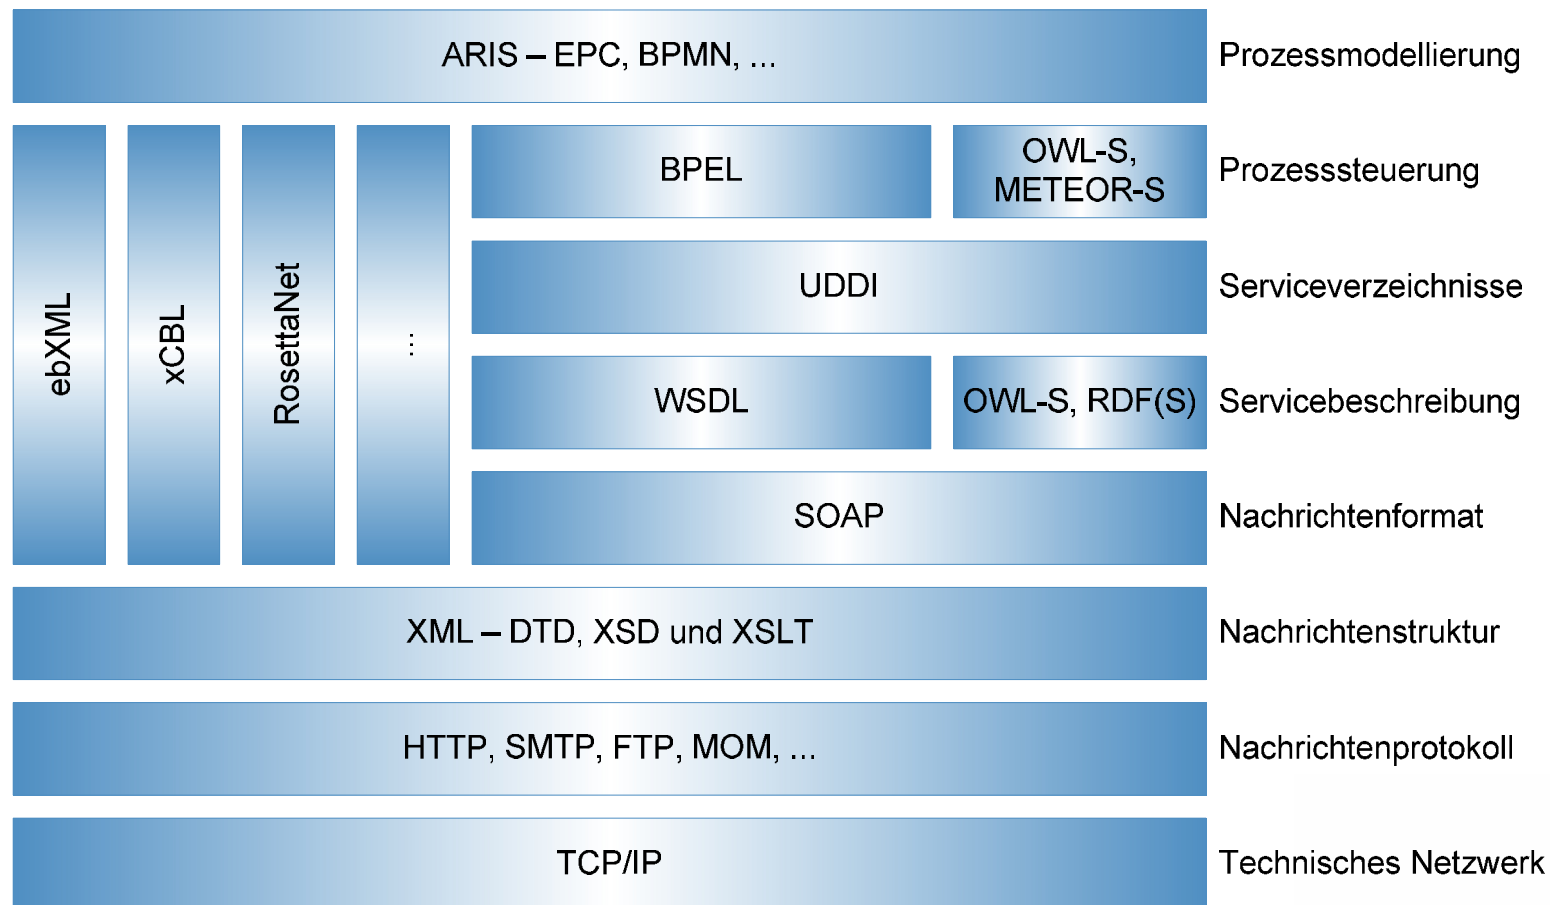 ARIS – EPC, BPMN, ...
Prozessmodellierung
ebXML
xCBL
RosettaNet
...
BPEL
OWL-S,
METEOR-S
Prozesssteuerung
UDDI
Serviceverzeichnisse
WSDL
OWL-S, RDF(S)
Servicebeschreibung
SOAP
Nachrichtenformat
XML – DTD, XSD und XSLT
Nachrichtenstruktur
HTTP, SMTP, FTP, MOM, ...
Nachrichtenprotokoll
TCP/IP
Technisches Netzwerk